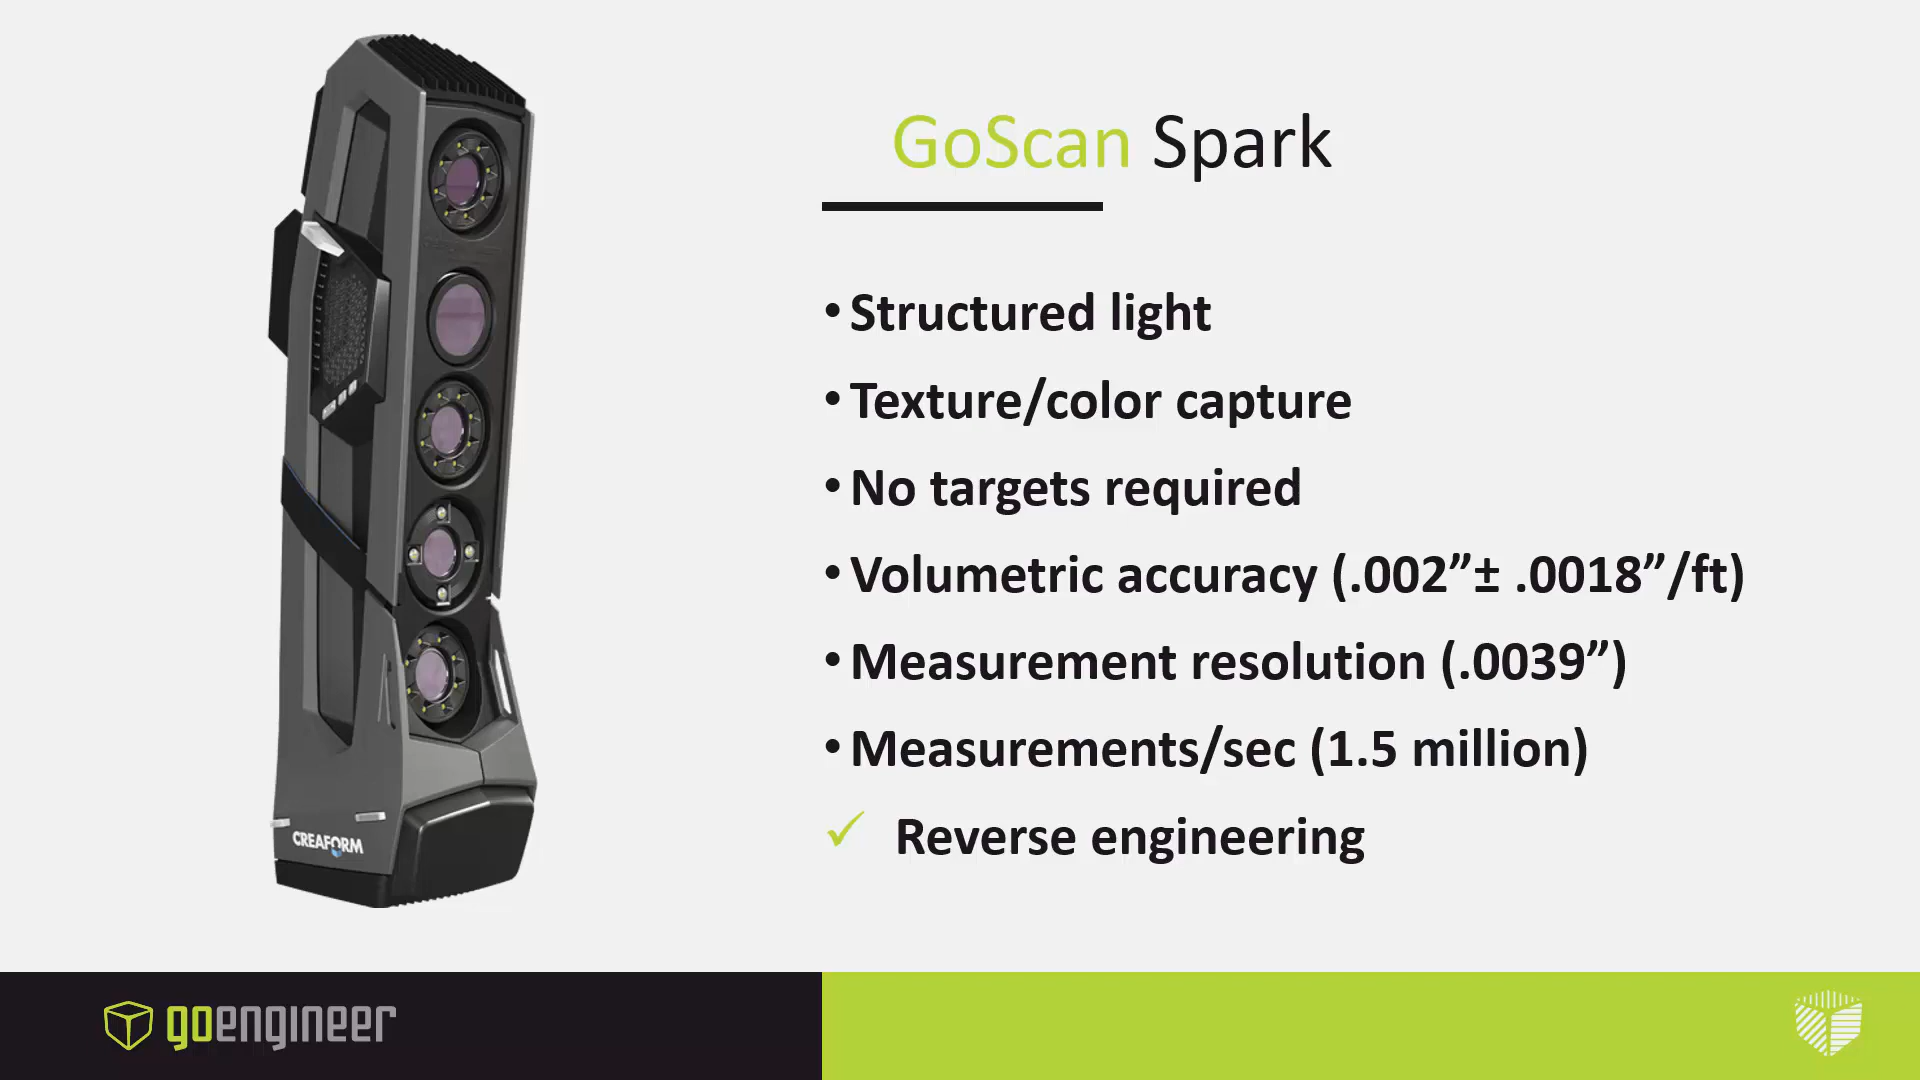 GoScan Spark
• Structured light
• Texture/color capture
• No targets required
• Volumetric accuracy (.002”± .0018”/ft)
• Measurement resolution (.0039”)
• Measurements/sec (1.5 million)
✓ Reverse engineering
CREAFORM
goengineer